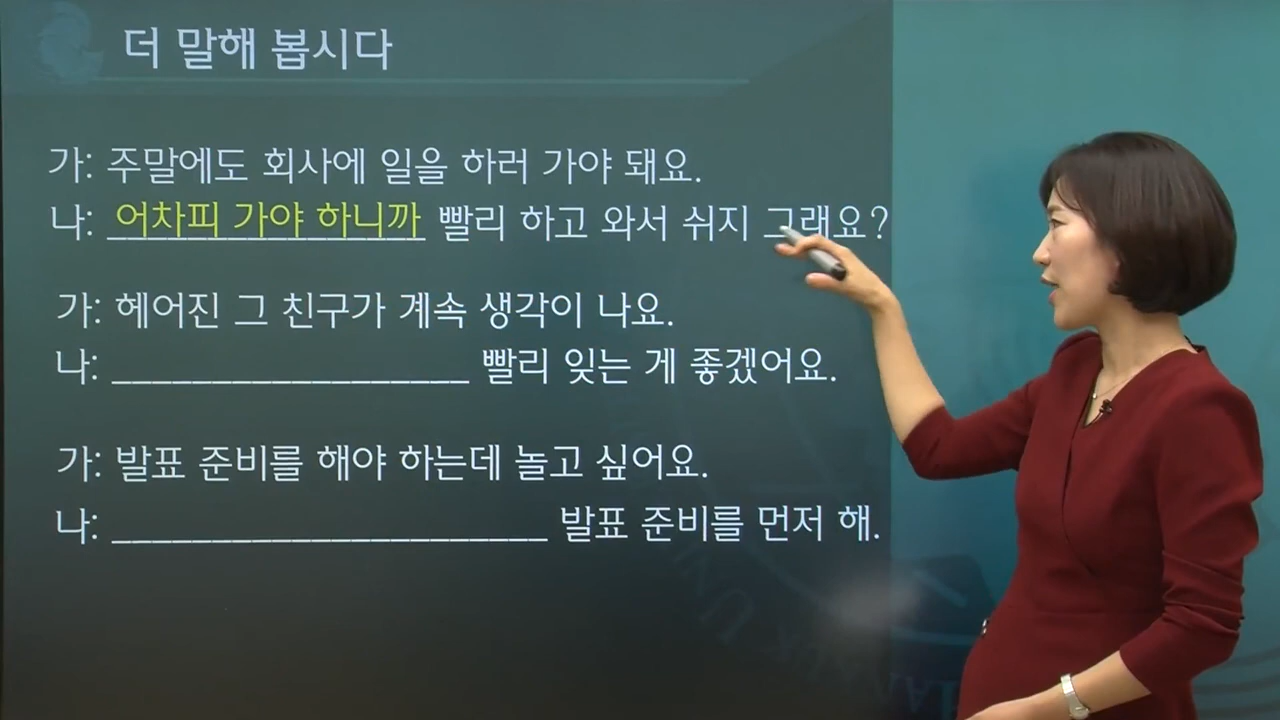 더 말해 봅시다
가: 주말에도 회사에 일을 하러 가야 돼요.
나: 어차피 가야 하니까 빨리 하고 와서 쉬지 그래요?
가: 헤어진 그 친구가 계속 생각이 나요.
나: __________________ 빨리 잊는 게 좋겠어요.
가: 발표 준비를 해야 하는데 놀고 싶어요.
나: ______________________ 발표 준비를 먼저 해.